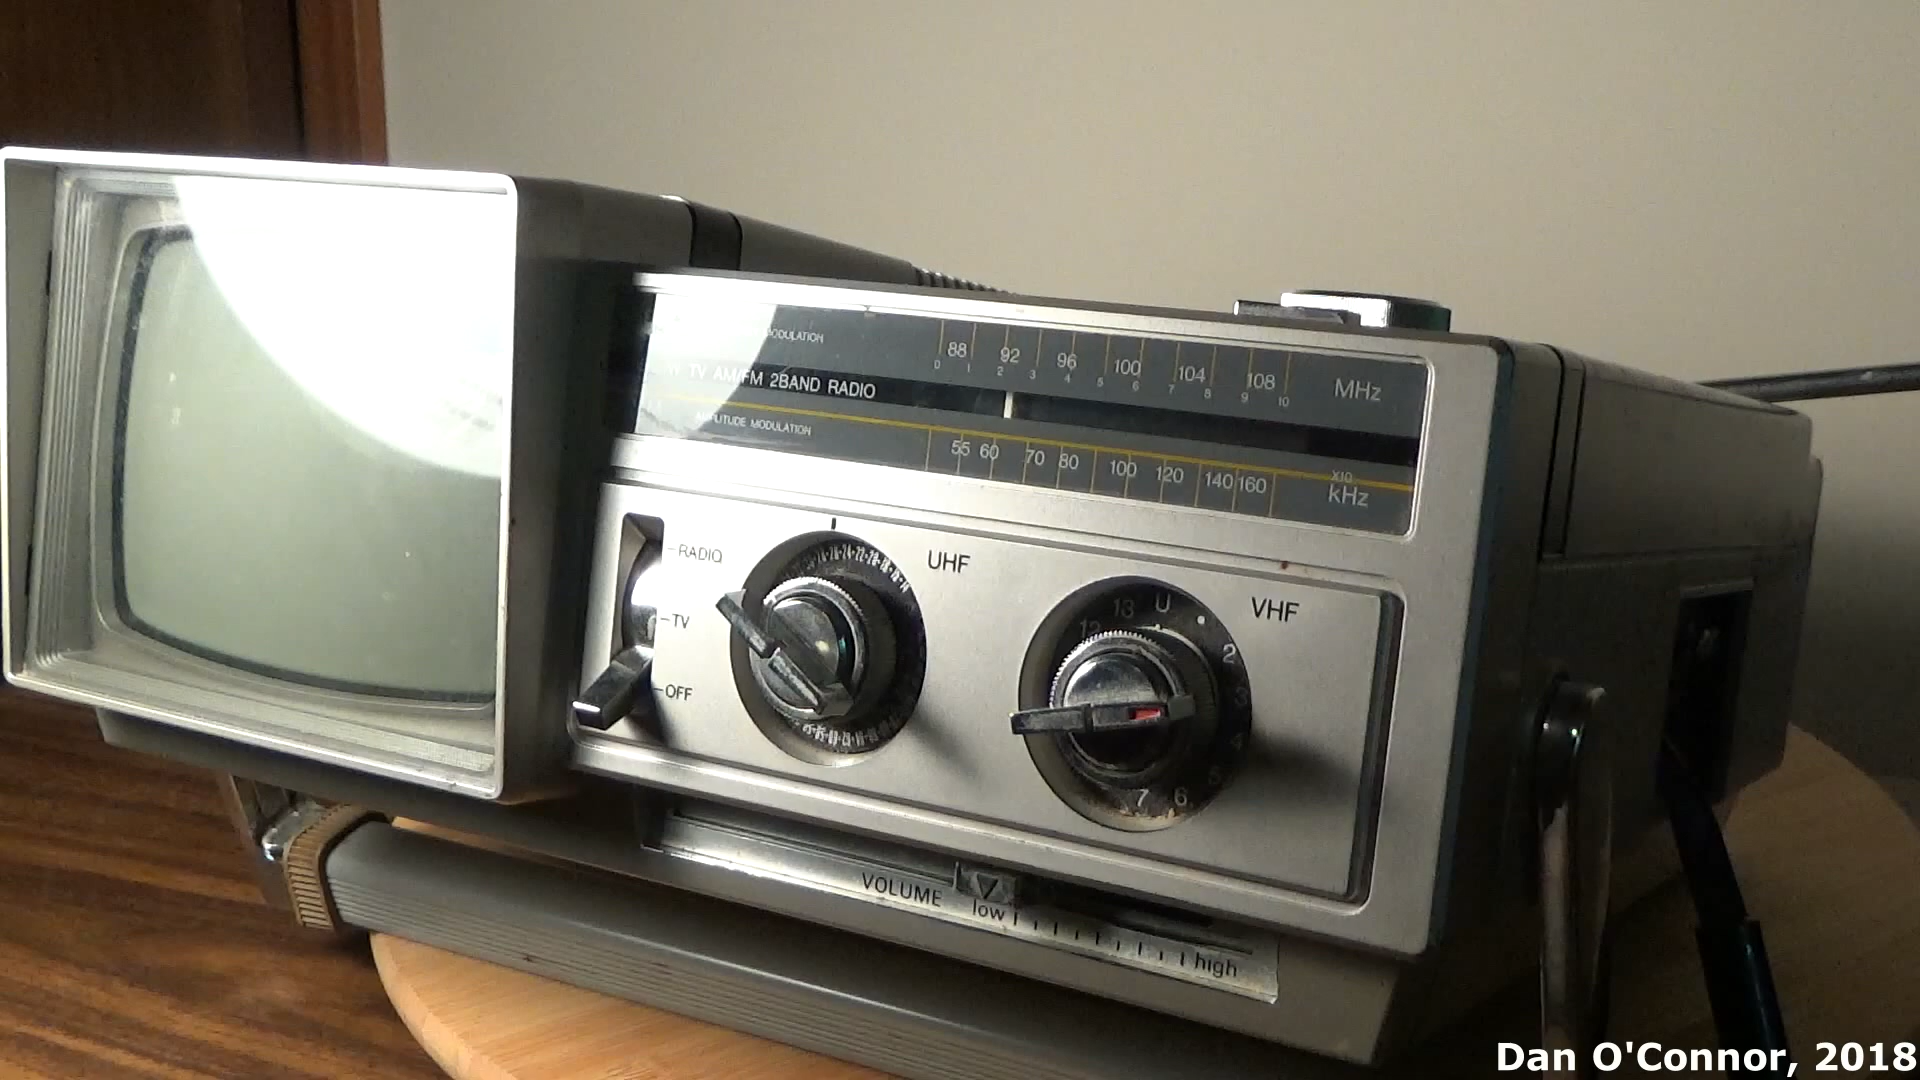 MODULATION
88 92 96 100 104 108 MHz
0 1 2 3 4 5 6 7 8 9 10
TV AM/FM 2BAND RADIO
AMPLITUDE MODULATION
55 60 70 80 100 120 140 160 X10 kHz
RADIO
TV
OFF
UHF
VHF
12 13 U 2 3 4 5 6 7
VOLUME
low
high
Dan O'Connor, 2018